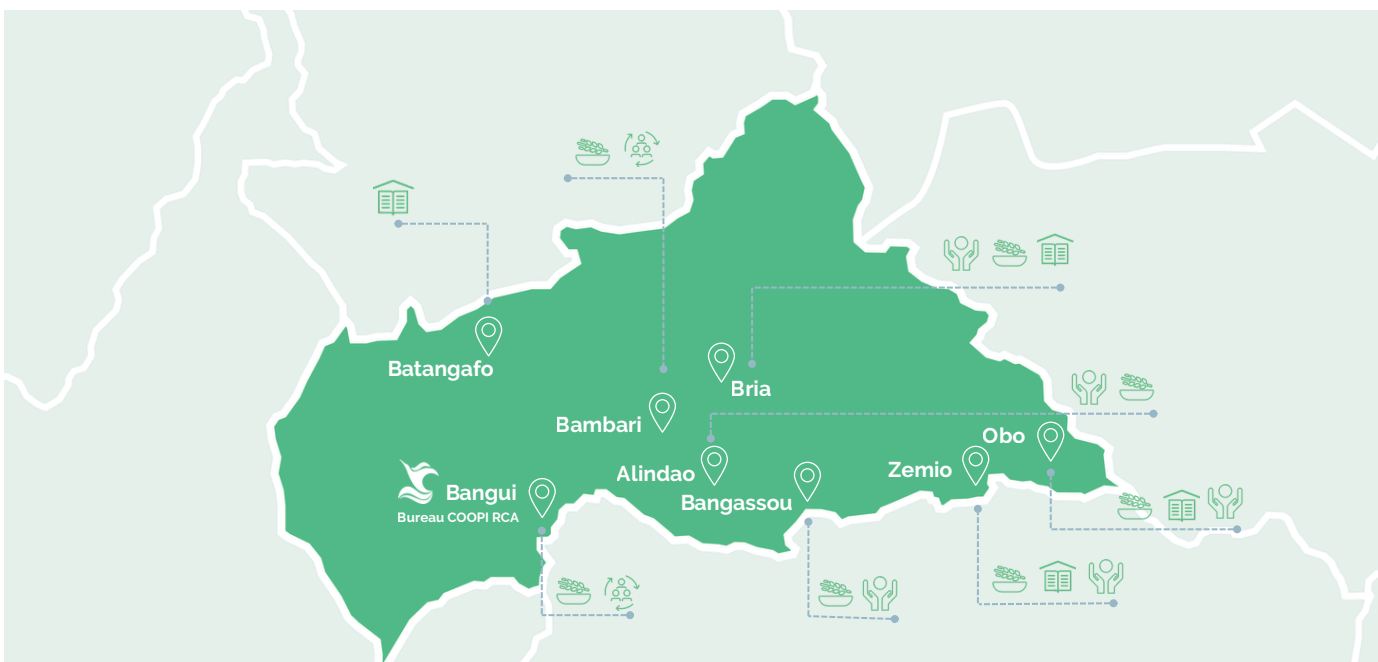 Batangafo
Bria
Bambari
Obo
Alindao
Zemio
Bangassou
Bangui
Bureau COOPI RCA